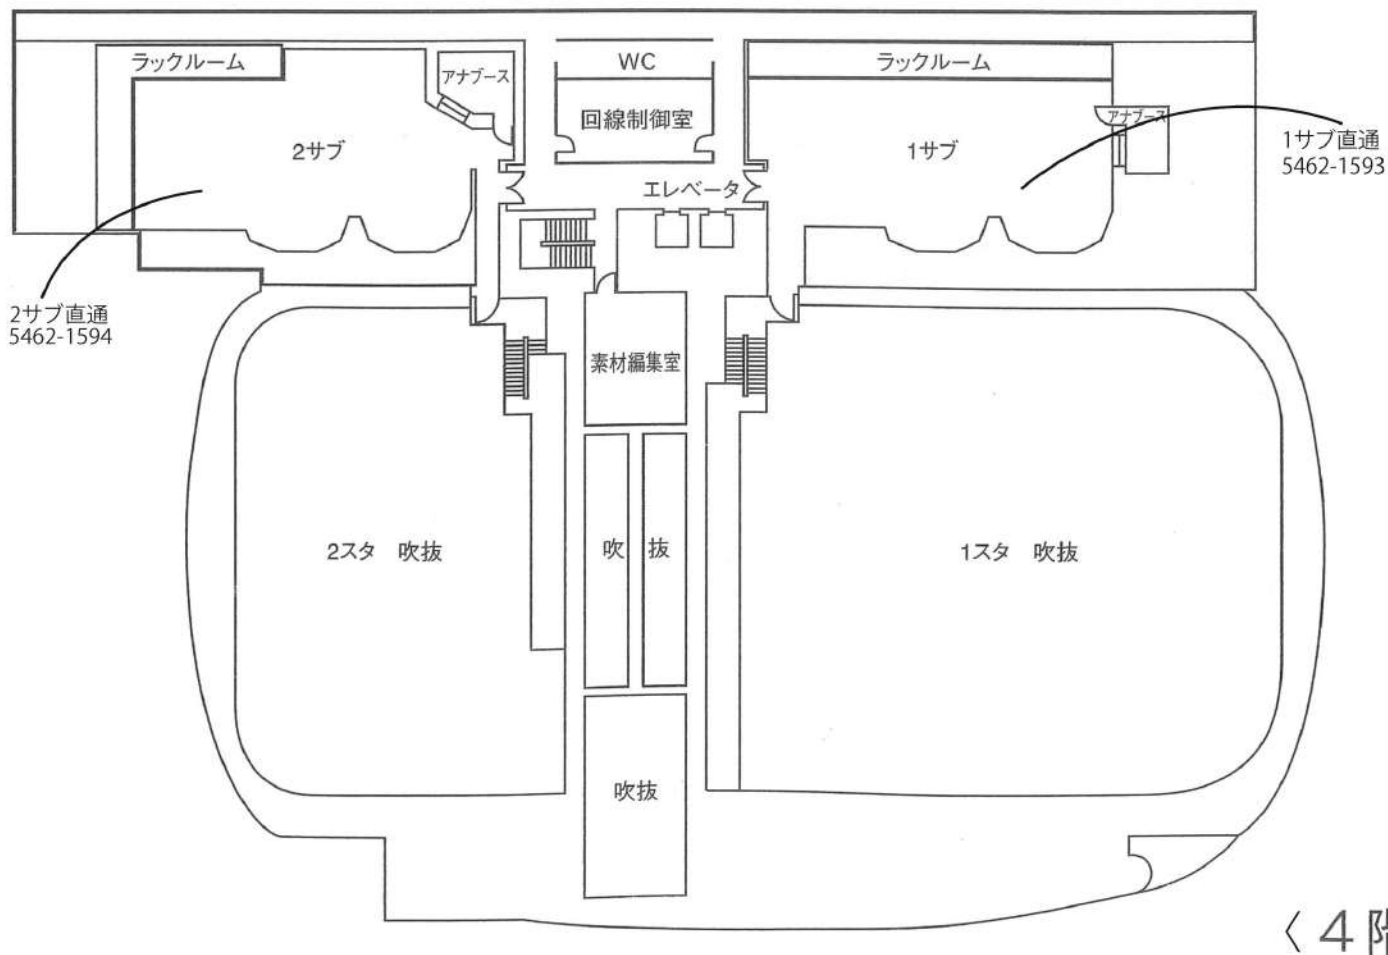 ラックルーム
WC
ラックルーム
アナブース
回線制御室
アナブース
2サブ
1サブ
1サブ直通
5462-1593
エレベータ
2サブ直通
5462-1594
素材編集室
2スタ 吹抜
吹 抜
1スタ 吹抜
吹抜
〈4階